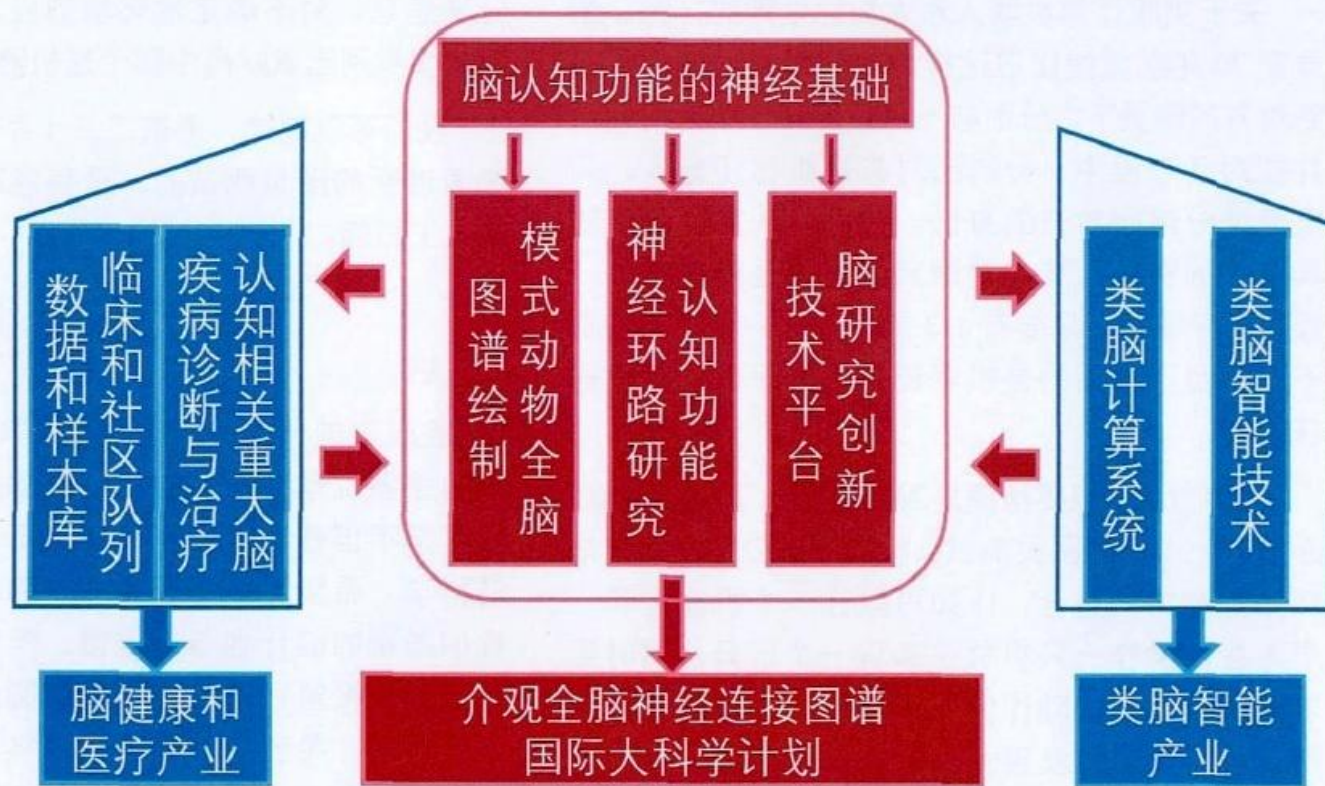 脑认知功能的神经基础
临床和社区队列
数据和样本库
认知相关重大脑
疾病诊断与治疗
模式动物全脑
图谱绘制
认知功能
神经环路研究
脑研究创新
技术平台
类脑计算系统
类脑智能技术
脑健康和
医疗产业
介观全脑神经连接图谱
国际大科学计划
类脑智能
产业